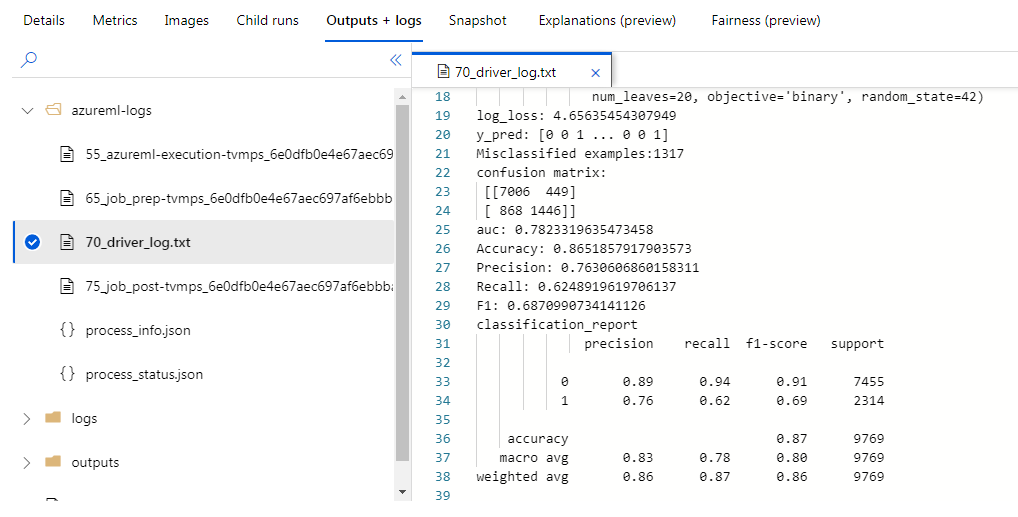 Details Metrics Images Child runs Outputs + logs Snapshot Explanations (preview) Fairness (preview)
azureml-logs
55_azureml-execution-tvmps_6e0dfb0e4e67aec69
65_job_prep-tvmps_6e0dfb0e4e67aec697af6ebbb
70_driver_log.txt
75_job_post-tvmps_6e0dfb0e4e67aec697af6ebbba
{} process_info.json
{} process_status.json
logs
outputs
70_driver_log.txt ×
18 num_leaves=20, objective='binary', random_state=42)
19 log_loss: 4.65635454307949
20 y_pred: [0 0 1 ... 0 0 1]
21 Misclassified examples:1317
22 confusion matrix:
23 [[7006 449]
24 [ 868 1446]]
25 auc: 0.7823319635473458
26 Accuracy: 0.8651857917903573
27 Precision: 0.7630606860158311
28 Recall: 0.6248919619706137
29 F1: 0.6870990734141126
30 classification_report
31 precision recall f1-score support
32
33 0 0.89 0.94 0.91 7455
34 1 0.76 0.62 0.69 2314
35
36 accuracy 0.87 9769
37 macro avg 0.83 0.78 0.80 9769
38 weighted avg 0.86 0.87 0.86 9769
39